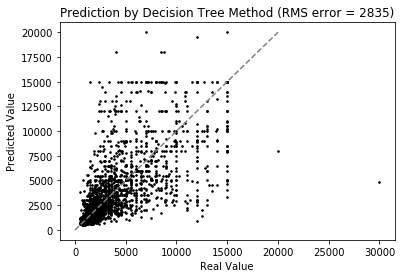 Prediction by Decision Tree Method (RMS error = 2835)
20000
17500
15000
12500
10000
7500
5000
2500
0
Predicted Value
0 5000 10000 15000 20000 25000 30000
Real Value